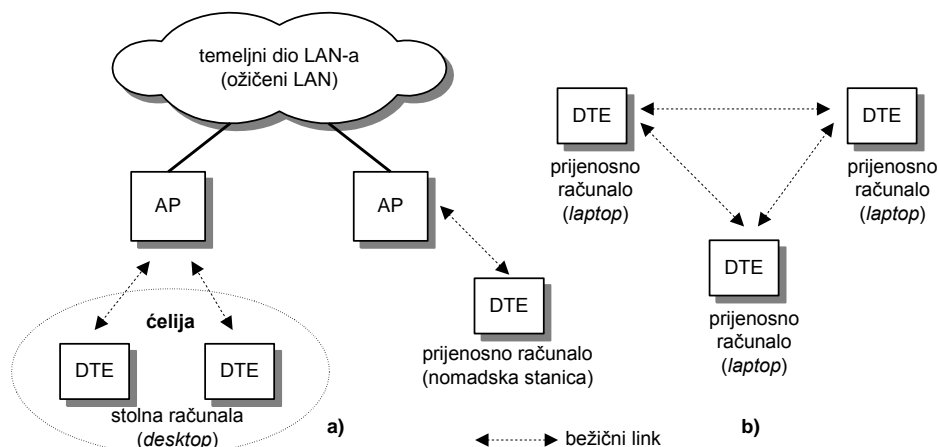 temeljni dio LAN-a
(ožičeni LAN)
AP
AP
ćelija
DTE
DTE
stolna računala
(desktop)
DTE
prijenosno računalo
(nomadska stanica)
a)
DTE
prijenosno
računalo
(laptop)
DTE
prijenosno
računalo
(laptop)
DTE
prijenosno
računalo
(laptop)
bežični link
b)